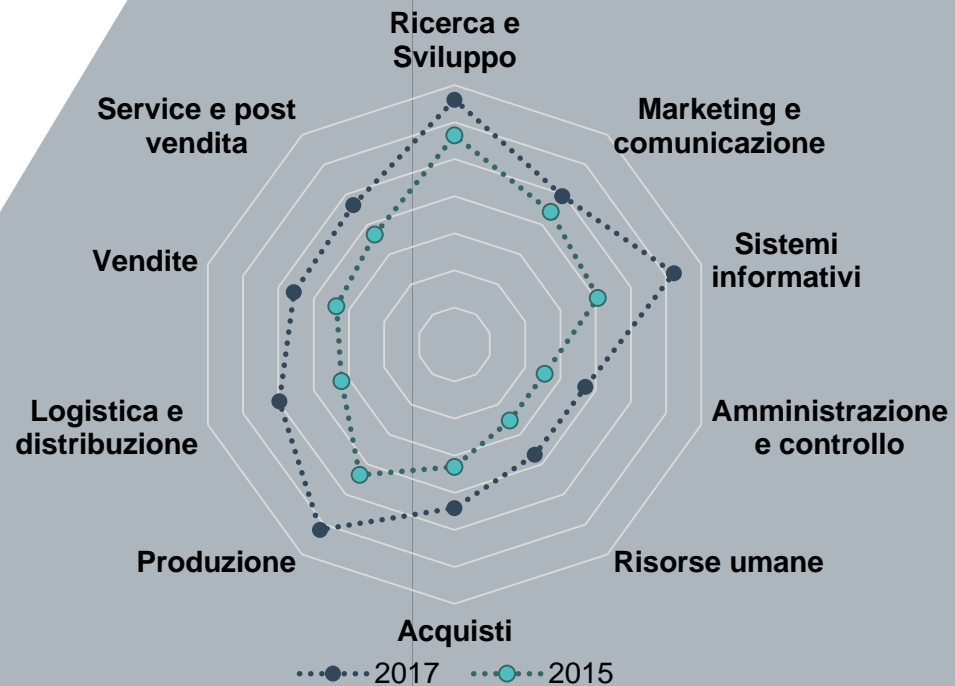 Ricerca e
Sviluppo
Marketing e
comunicazione
Sistemi
informativi
Amministrazione
e controllo
Risorse umane
Acquisti
Produzione
Logistica e
distribuzione
Vendite
Service e post
vendita
2017
2015